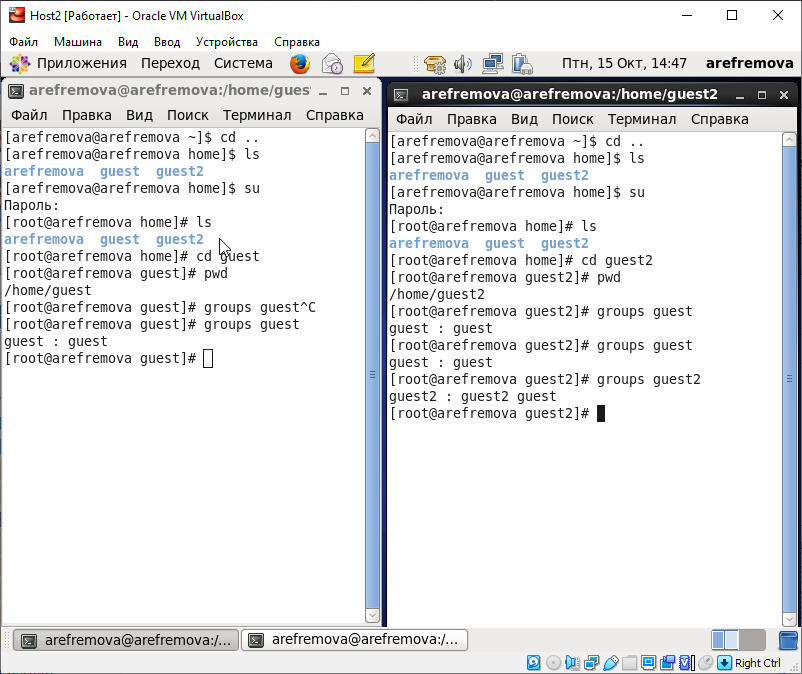 Host2 [Работает] - Oracle VM VirtualBox
Файл Машина Вид Ввод Устройства Справка
Приложения Переход Система Птн, 15 Окт, 14:47 arefremova
arefremova@arefremova:/home/gues
Файл Правка Вид Поиск Терминал Справка
[arefremova@arefremova ~]$ cd ..
[arefremova@arefremova home]$ ls
arefremova guest guest2
[arefremova@arefremova home]$ su
Пароль:
[root@arefremova home]# ls
arefremova guest guest2
[root@arefremova home]# cd guest
[root@arefremova guest]# pwd
/home/guest
[root@arefremova guest]# groups guest^C
[root@arefremova guest]# groups guest
guest : guest
[root@arefremova guest]#
arefremova@arefremova:/home/guest2
Файл Правка Вид Поиск Терминал Справка
[arefremova@arefremova ~]$ cd ..
[arefremova@arefremova home]$ ls
arefremova guest guest2
[arefremova@arefremova home]$ su
Пароль:
[root@arefremova home]# ls
arefremova guest guest2
[root@arefremova home]# cd guest2
[root@arefremova guest2]# pwd
/home/guest2
[root@arefremova guest2]# groups guest
guest : guest
[root@arefremova guest2]# groups guest
guest : guest
[root@arefremova guest2]# groups guest2
guest2 : guest2 guest
[root@arefremova guest2]#
arefremova@arefremova:/... arefremova@arefremova:/...
Right Ctrl